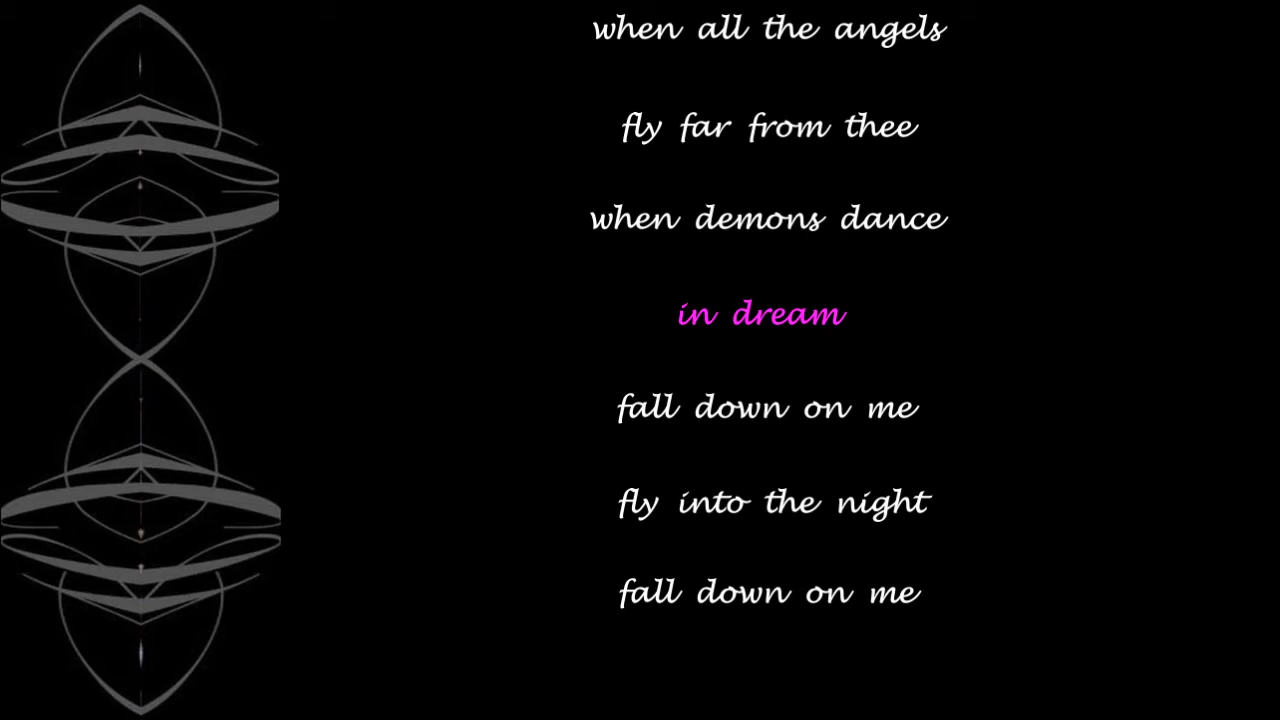 when all the angels
fly far from thee
when demons dance
in dream
fall down on me
fly into the night
fall down on me